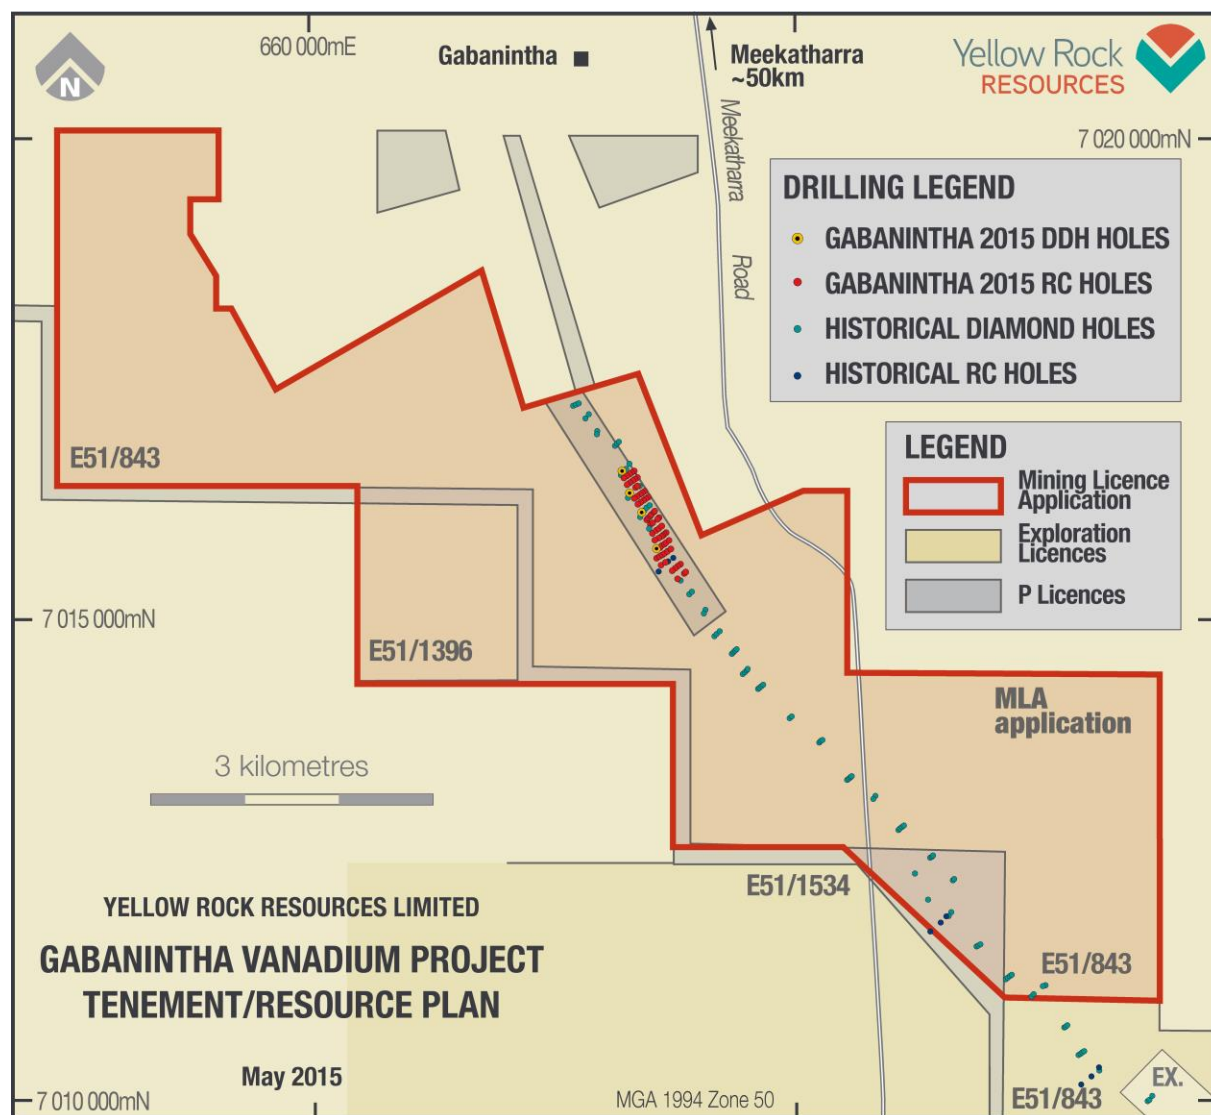 660 000mE
Gabanintha
Meekatharra
~50km
Yellow Rock
RESOURCES
N
7 020 000mN
Meekatharra
Road
DRILLING LEGEND
GABANINTHA 2015 DDH HOLES
GABANINTHA 2015 RC HOLES
HISTORICAL DIAMOND HOLES
HISTORICAL RC HOLES
E51/843
LEGEND
Mining Licence
Application
Exploration
Licences
P Licences
7 015 000mN
E51/1396
MLA
application
3 kilometres
E51/1534
YELLOW ROCK RESOURCES LIMITED
GABANINTHA VANADIUM PROJECT
TENEMENT/RESOURCE PLAN
E51/843
May 2015
7 010 000mN
MGA 1994 Zone 50
E51/843
EX.